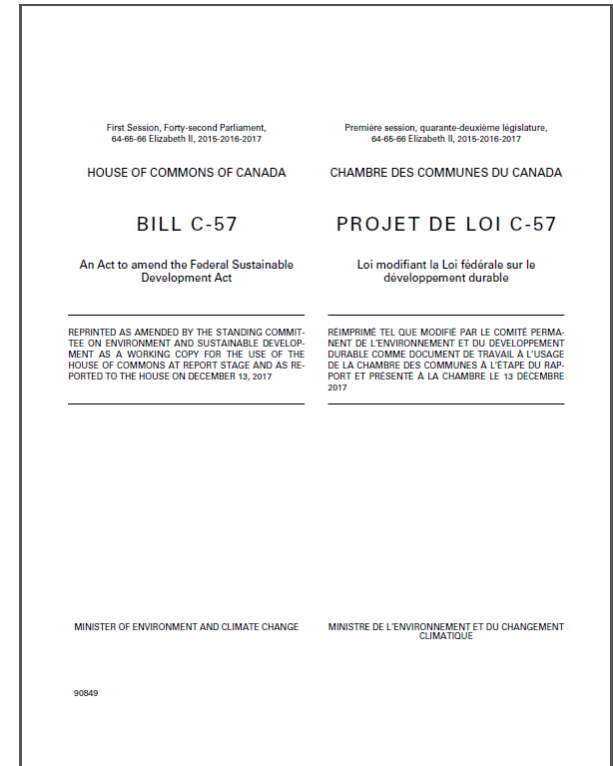 First Session, Forty-second Parliament,
64-65-66 Elizabeth II, 2015-2016-2017
HOUSE OF COMMONS OF CANADA
BILL C-57
An Act to amend the Federal Sustainable
Development Act
REPRINTED AS AMENDED BY THE STANDING COMMIT-
TEE ON ENVIRONMENT AND SUSTAINABLE DEVELOP-
MENT AS A WORKING COPY FOR THE USE OF THE
HOUSE OF COMMONS AT REPORT STAGE AND AS RE-
PORTED TO THE HOUSE ON DECEMBER 13, 2017
MINISTER OF ENVIRONMENT AND CLIMATE CHANGE
90849
Première session, quarante-deuxième législature,
64-65-66 Elizabeth II, 2015-2016-2017
CHAMBRE DES COMMUNES DU CANADA
PROJET DE LOI C-57
Loi modifiant la Loi fédérale sur le
développement durable
RÉIMPRIMÉ TEL QUE MODIFIÉ PAR LE COMITÉ PERMA-
NENT DE L'ENVIRONNEMENT ET DU DÉVELOPPEMENT
DURABLE COMME DOCUMENT DE TRAVAIL À L'USAGE
DE LA CHAMBRE DES COMMUNES À L'ÉTAPE DU RAP-
PORT ET PRÉSENTÉ À LA CHAMBRE LE 13 DÉCEMBRE
2017
MINISTRE DE L'ENVIRONNEMENT ET DU CHANGEMENT
CLIMATIQUE